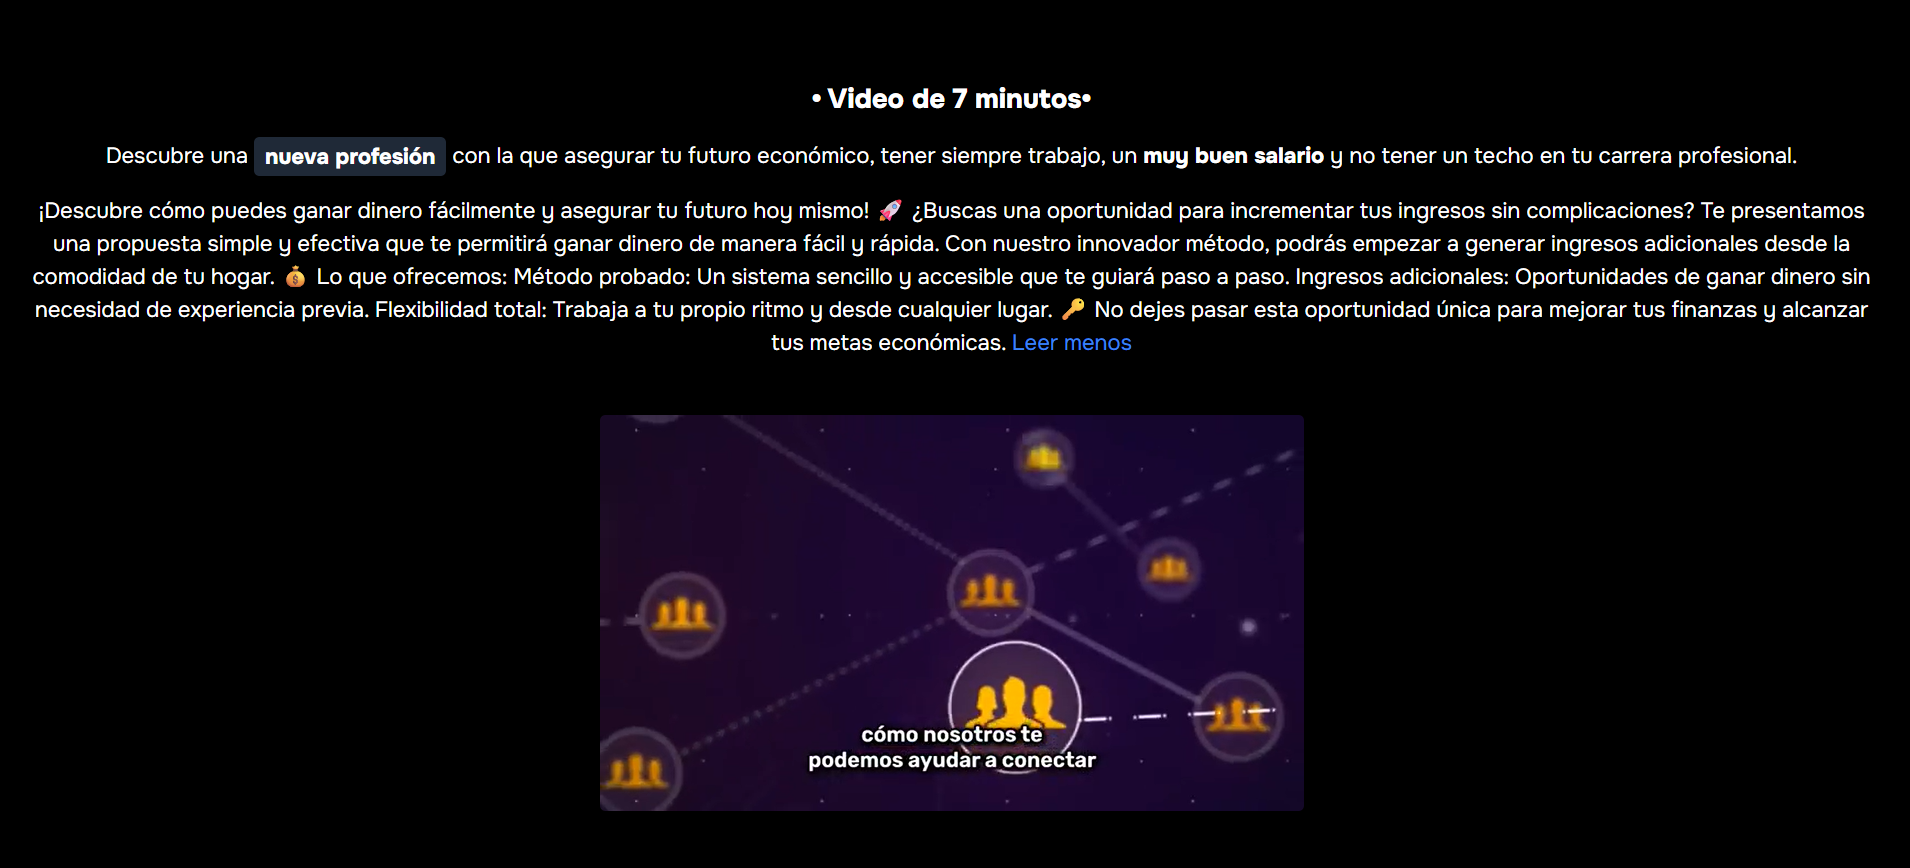 • Video de 7 minutos•
Descubre una nueva profesión con la que asegurar tu futuro económico, tener siempre trabajo, un muy buen salario y no tener un techo en tu carrera profesional.
¡Descubre cómo puedes ganar dinero fácilmente y asegurar tu futuro hoy mismo! 🚀 ¿Buscas una oportunidad para incrementar tus ingresos sin complicaciones? Te presentamos
una propuesta simple y efectiva que te permitirá ganar dinero de manera fácil y rápida. Con nuestro innovador método, podrás empezar a generar ingresos adicionales desde la
comodidad de tu hogar. 💰 Lo que ofrecemos: Método probado: Un sistema sencillo y accesible que te guiará paso a paso. Ingresos adicionales: Oportunidades de ganar dinero sin
necesidad de experiencia previa. Flexibilidad total: Trabaja a tu propio ritmo y desde cualquier lugar. 🔑 No dejes pasar esta oportunidad única para mejorar tus finanzas y alcanzar
tus metas económicas. Leer menos
cómo nosotros te
podemos ayudar a conectar